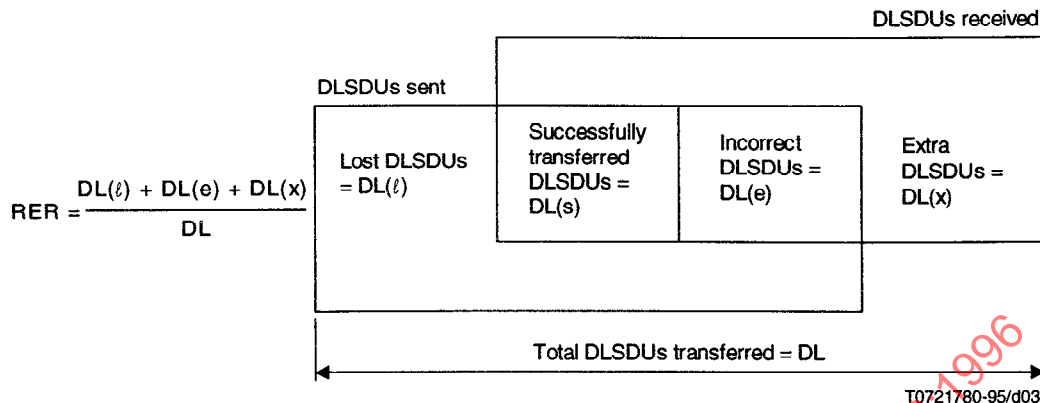 DLSDUs received
DLSDUs sent
Lost DLSDUs
= DL(ℓ)
Successfully
transferred
DLSDUs =
DL(s)
Incorrect
DLSDUs =
DL(e)
Extra
DLSDUs =
DL(x)
RER = DL(ℓ) + DL(e) + DL(x) / DL
Total DLSDUs transferred = DL
T0721780-95/d03
1996